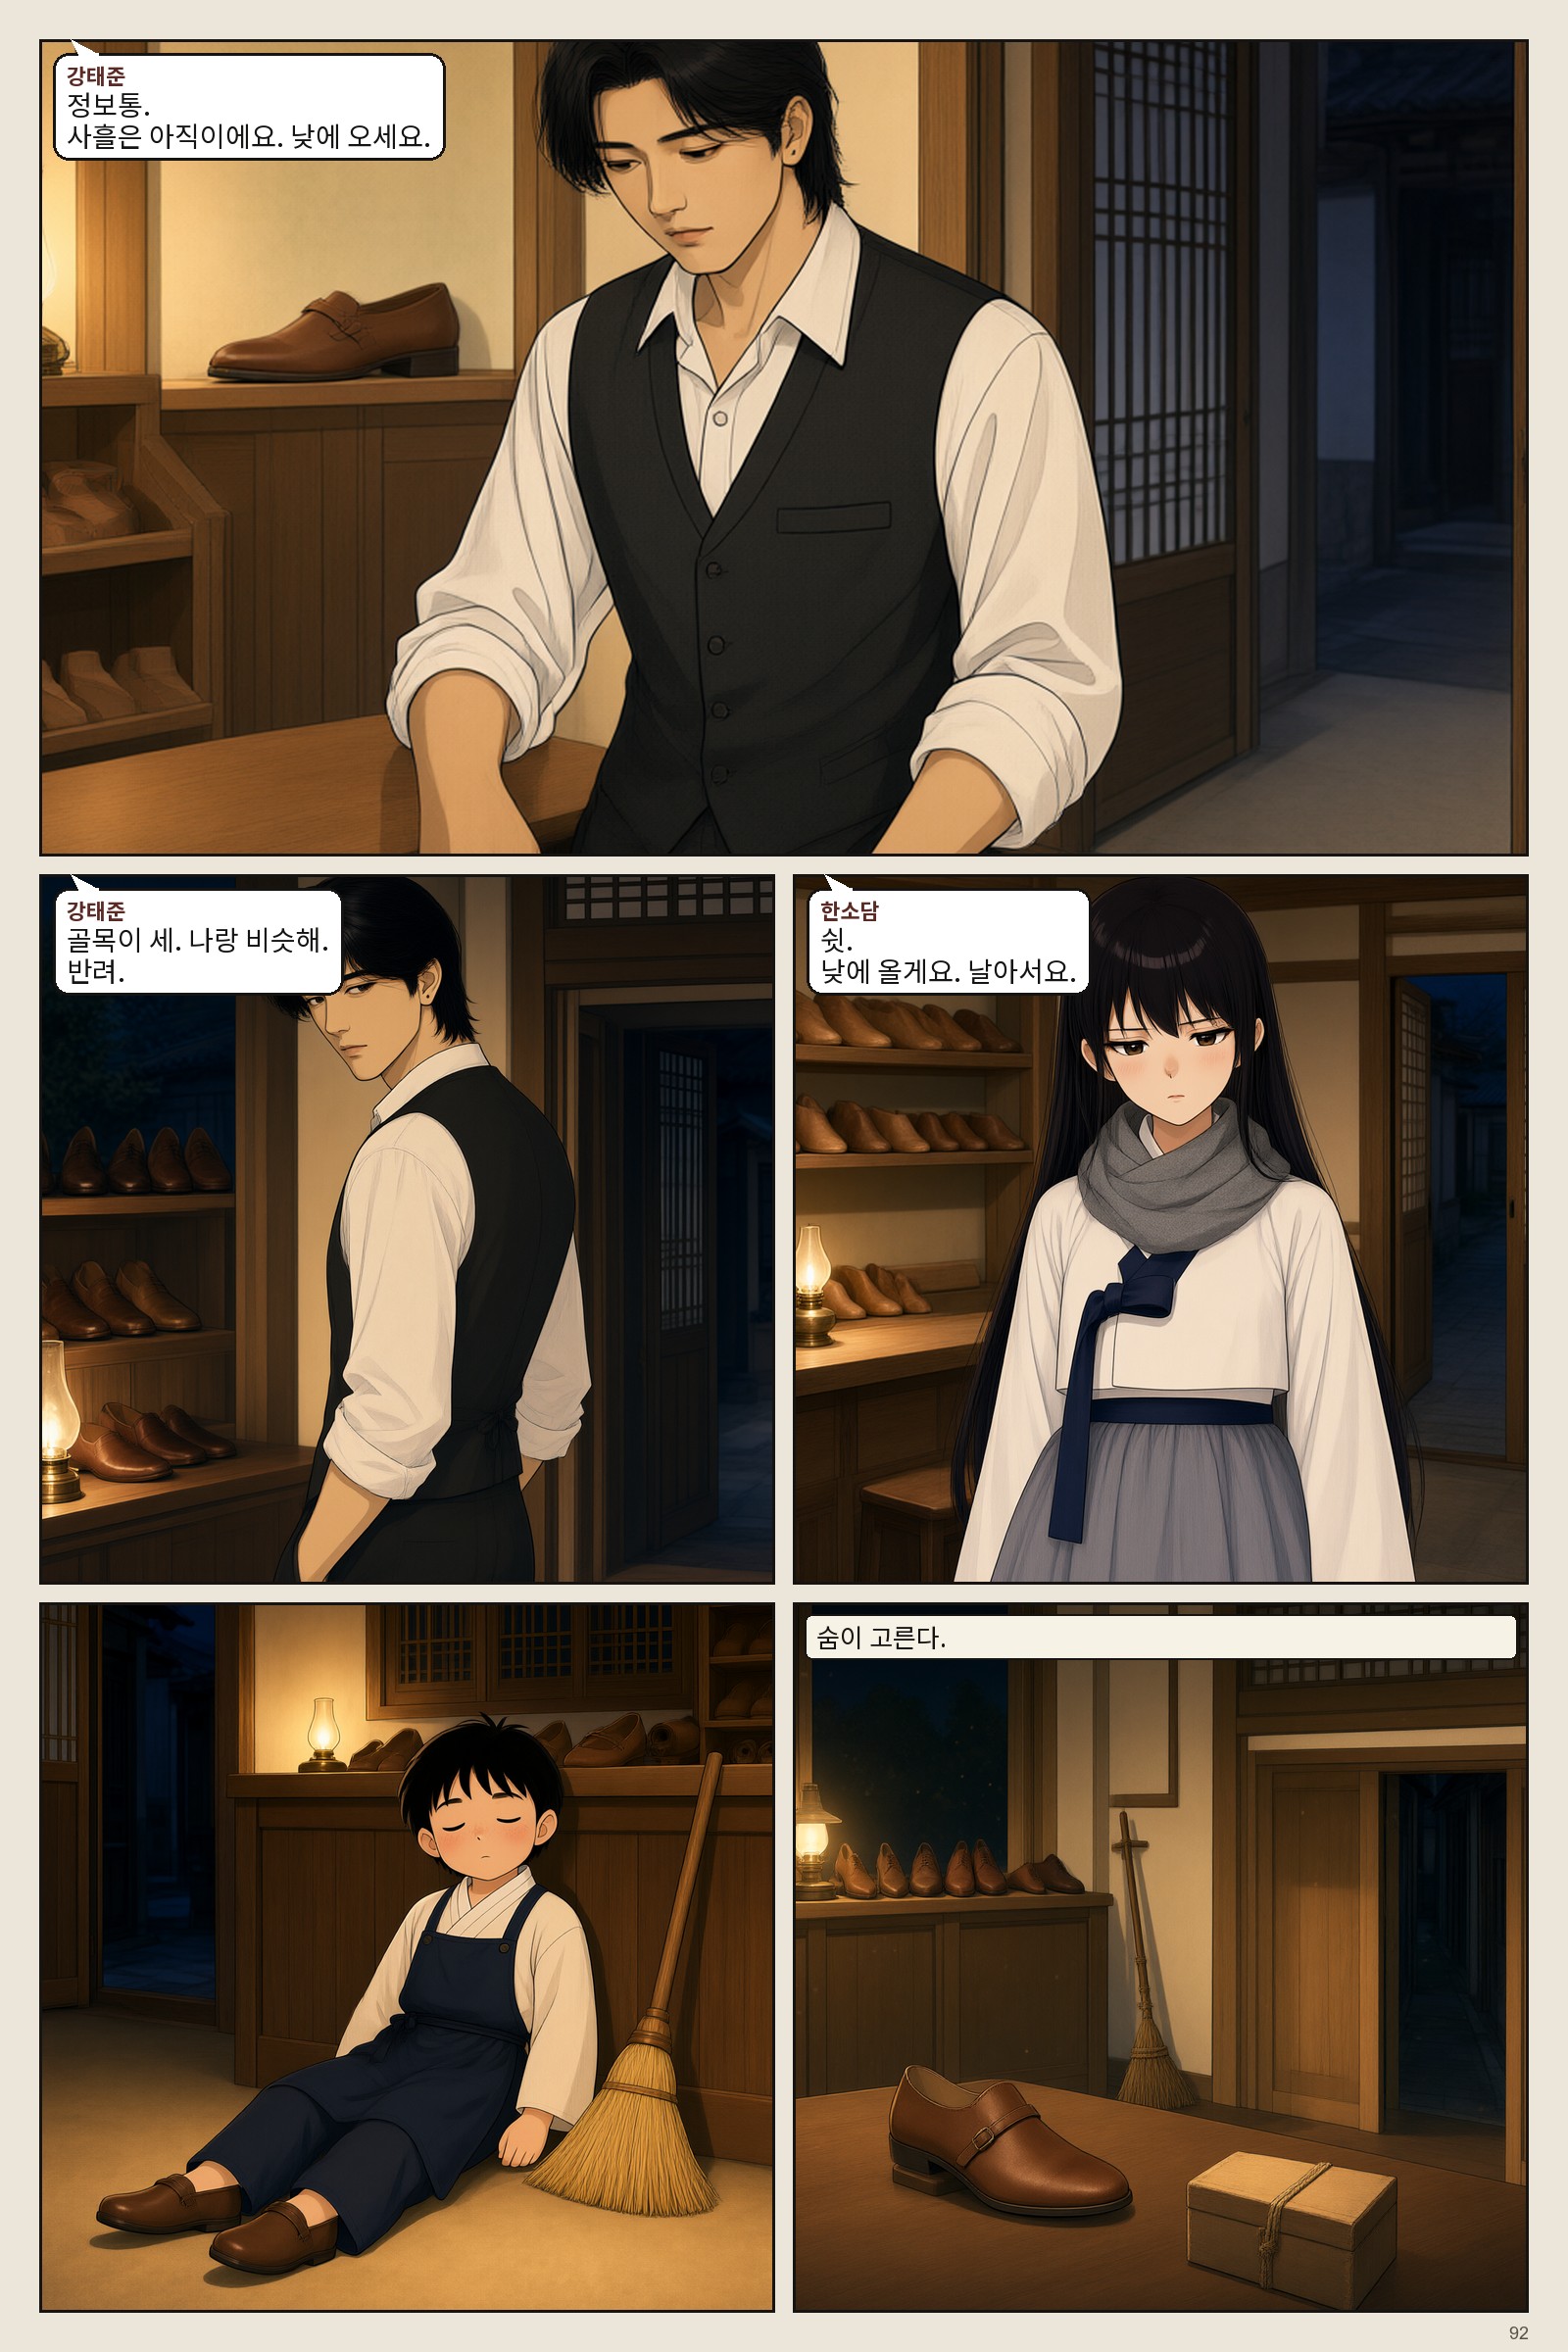 강태준
정보통.
사흘은 아직이에요. 낮에 오세요.
강태준
골목이 세. 나랑 비슷해.
반려.
한소담
쉿.
낮에 올게요. 날아서요.
숨이 고른다.
92